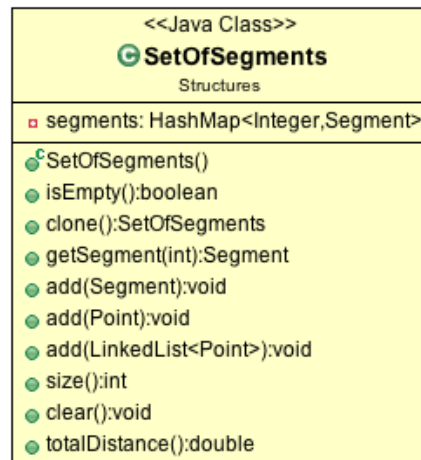 <<Java Class>>
SetOfSegments
Structures
segments: HashMap<Integer,Segment>
SetOfSegments()
isEmpty():boolean
clone():SetOfSegments
getSegment(int):Segment
add(Segment):void
add(Point):void
add(LinkedList<Point>):void
size():int
clear():void
totalDistance():double